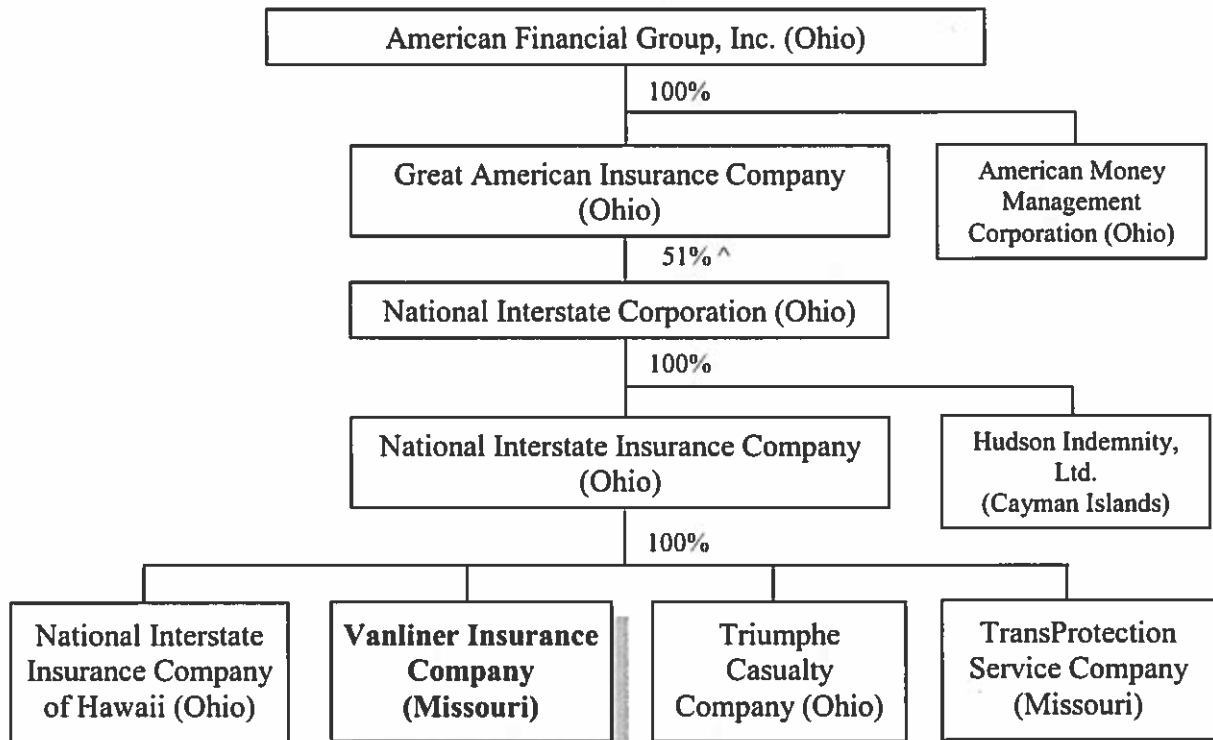 American Financial Group, Inc. (Ohio)
100%
Great American Insurance Company
(Ohio)
American Money
Management
Corporation (Ohio)
51% ^
National Interstate Corporation (Ohio)
100%
National Interstate Insurance Company
(Ohio)
Hudson Indemnity,
Ltd.
(Cayman Islands)
100%
National Interstate
Insurance Company
of Hawaii (Ohio)
Vanliner Insurance
Company
(Missouri)
Triumphe
Casualty
Company (Ohio)
TransProtection
Service Company
(Missouri)